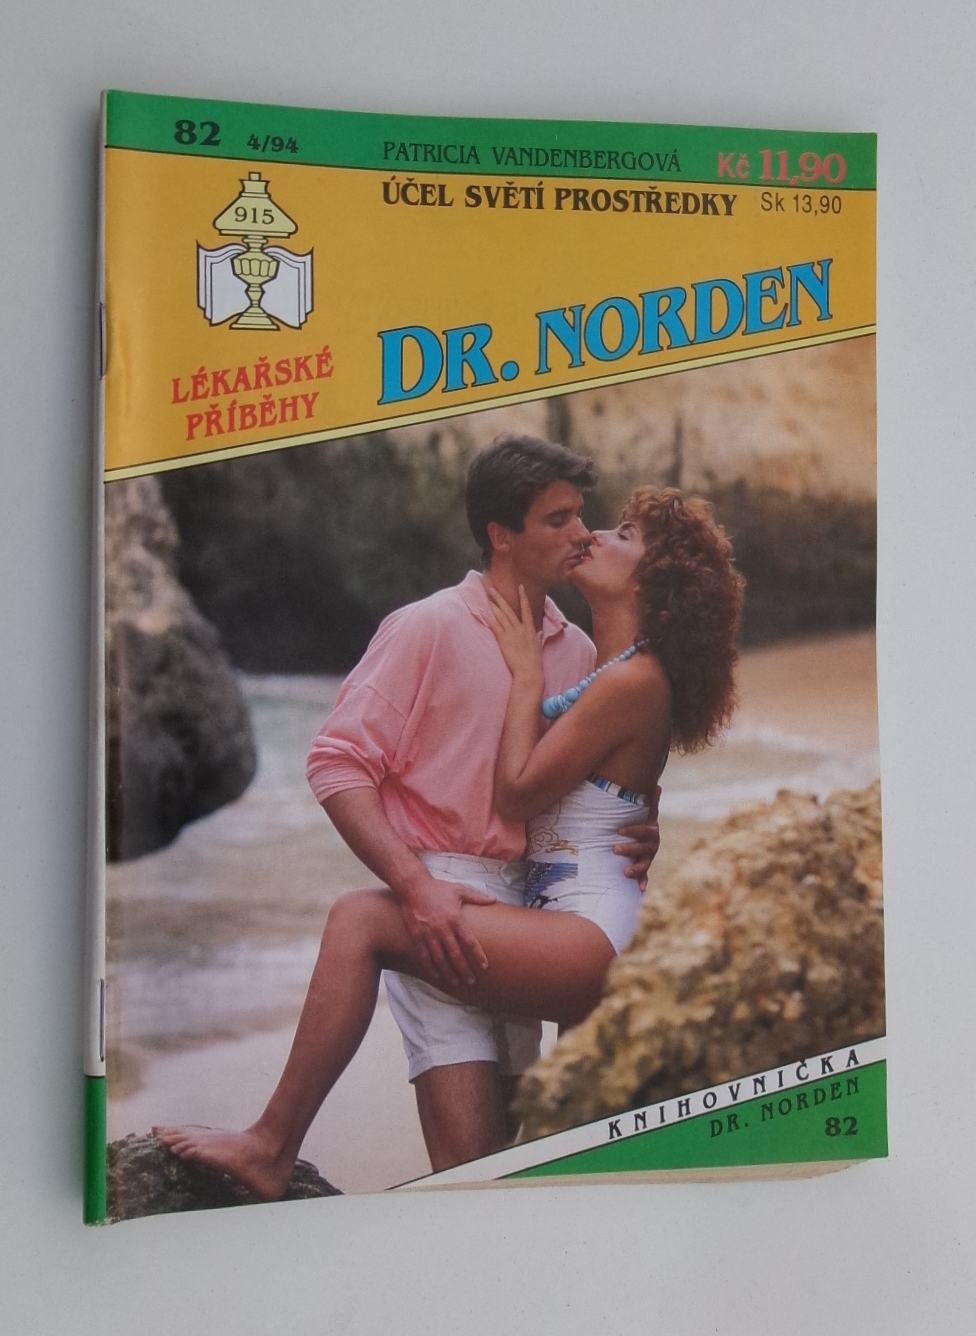 82 4/94
PATRICIA VANDENBERGOVÁ
Kč 11,90
ÚČEL SVĚTÍ PROSTŘEDKY
Sk 13,90
915
DR. NORDEN
LÉKAŘSKÉ
PŘÍBĚHY
KNIHOVNIČKA
DR. NORDEN
82